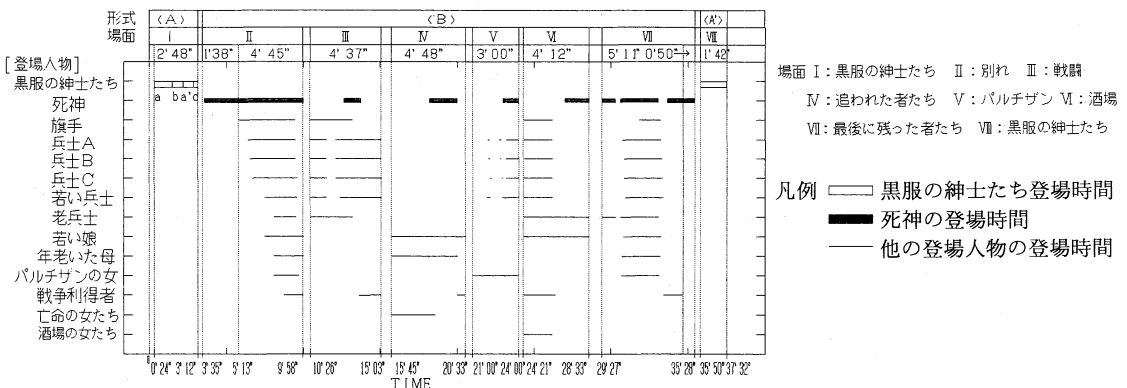 形式 〈A〉 〈B〉 〈A'〉
場面 Ⅰ Ⅱ Ⅲ Ⅳ Ⅴ Ⅵ Ⅶ Ⅷ
2' 48" 1'38" 4' 45" 4' 37" 4' 48" 3' 00" 4' 12" 5' 11" 0'50"→ 1' 42"
[登場人物]
黒服の紳士たち
a ba'c
死神
旗手
兵士A
兵士B
兵士C
若い兵士
老兵士
若い娘
年老いた母
パルチザンの女
戦争利得者
亡命の女たち
酒場の女たち
0' 24" 3' 12" 3' 35" 5' 13" 9' 58" 10' 26" 15' 03" 15' 45" 20' 33" 21' 00" 24' 00" 24' 21" 28' 33" 29' 27" 35' 28" 35' 50" 37' 32"
TIME
場面 Ⅰ：黒服の紳士たち Ⅱ：別れ Ⅲ：戦闘
Ⅳ：追われた者たち Ⅴ：パルチザン Ⅵ：酒場
Ⅶ：最後に残った者たち Ⅷ：黒服の紳士たち
凡例 黒服の紳士たち登場時間
死神の登場時間
他の登場人物の登場時間